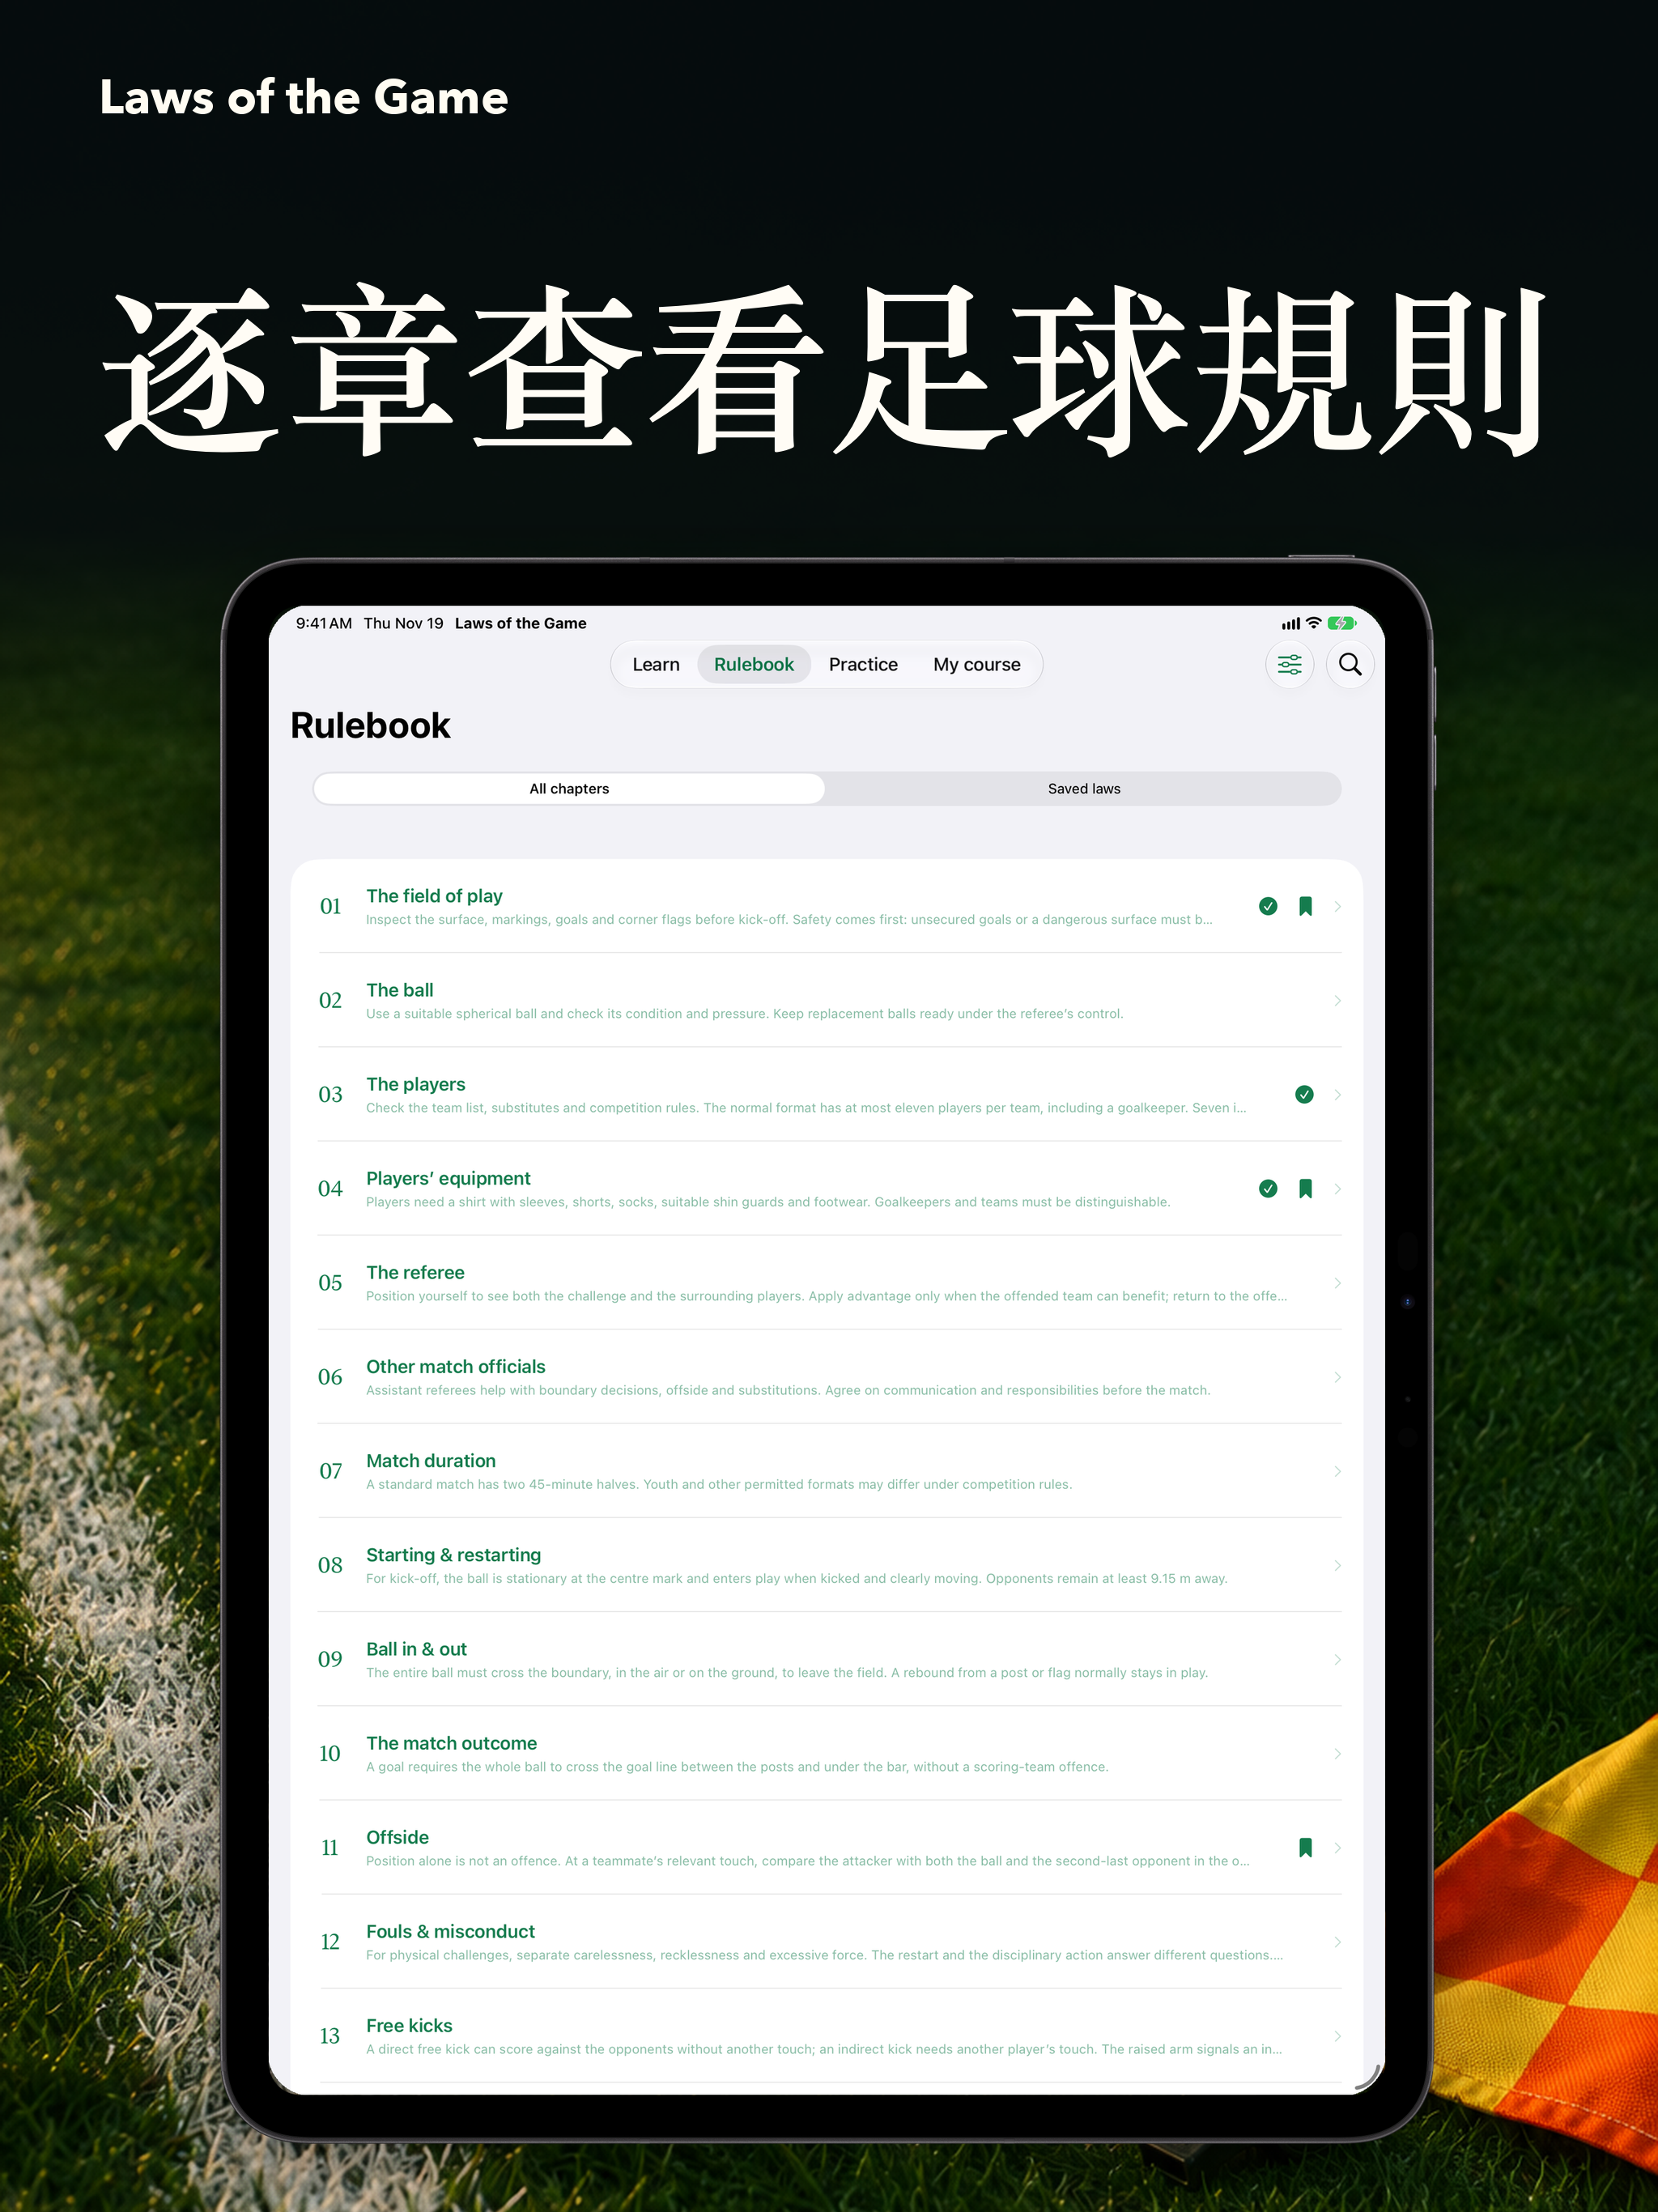 Laws of the Game
逐章查看足球規則
9:41 AM Thu Nov 19 Laws of the Game
Learn Rulebook Practice My course
Rulebook
All chapters Saved laws
01 The field of play
Inspect the surface, markings, goals and corner flags before kick-off. Safety comes first: unsecured goals or a dangerous surface must b...
02 The ball
Use a suitable spherical ball and check its condition and pressure. Keep replacement balls ready under the referee's control.
03 The players
Check the team list, substitutes and competition rules. The normal format has at most eleven players per team, including a goalkeeper. Seven i...
04 Players' equipment
Players need a shirt with sleeves, shorts, socks, suitable shin guards and footwear. Goalkeepers and teams must be distinguishable.
05 The referee
Position yourself to see both the challenge and the surrounding players. Apply advantage only when the offended team can benefit; return to the offe...
06 Other match officials
Assistant referees help with boundary decisions, offside and substitutions. Agree on communication and responsibilities before the match.
07 Match duration
A standard match has two 45-minute halves. Youth and other permitted formats may differ under competition rules.
08 Starting & restarting
For kick-off, the ball is stationary at the centre mark and enters play when kicked and clearly moving. Opponents remain at least 9.15 m away.
09 Ball in & out
The entire ball must cross the boundary, in the air or on the ground, to leave the field. A rebound from a post or flag normally stays in play.
10 The match outcome
A goal requires the whole ball to cross the goal line between the posts and under the bar, without a scoring-team offence.
11 Offside
Position alone is not an offence. At a teammate's relevant touch, compare the attacker with both the ball and the second-last opponent in the o...
12 Fouls & misconduct
For physical challenges, separate carelessness, recklessness and excessive force. The restart and the disciplinary action answer different questions....
13 Free kicks
A direct free kick can score against the opponents without another touch; an indirect kick needs another player's touch. The raised arm signals an in...